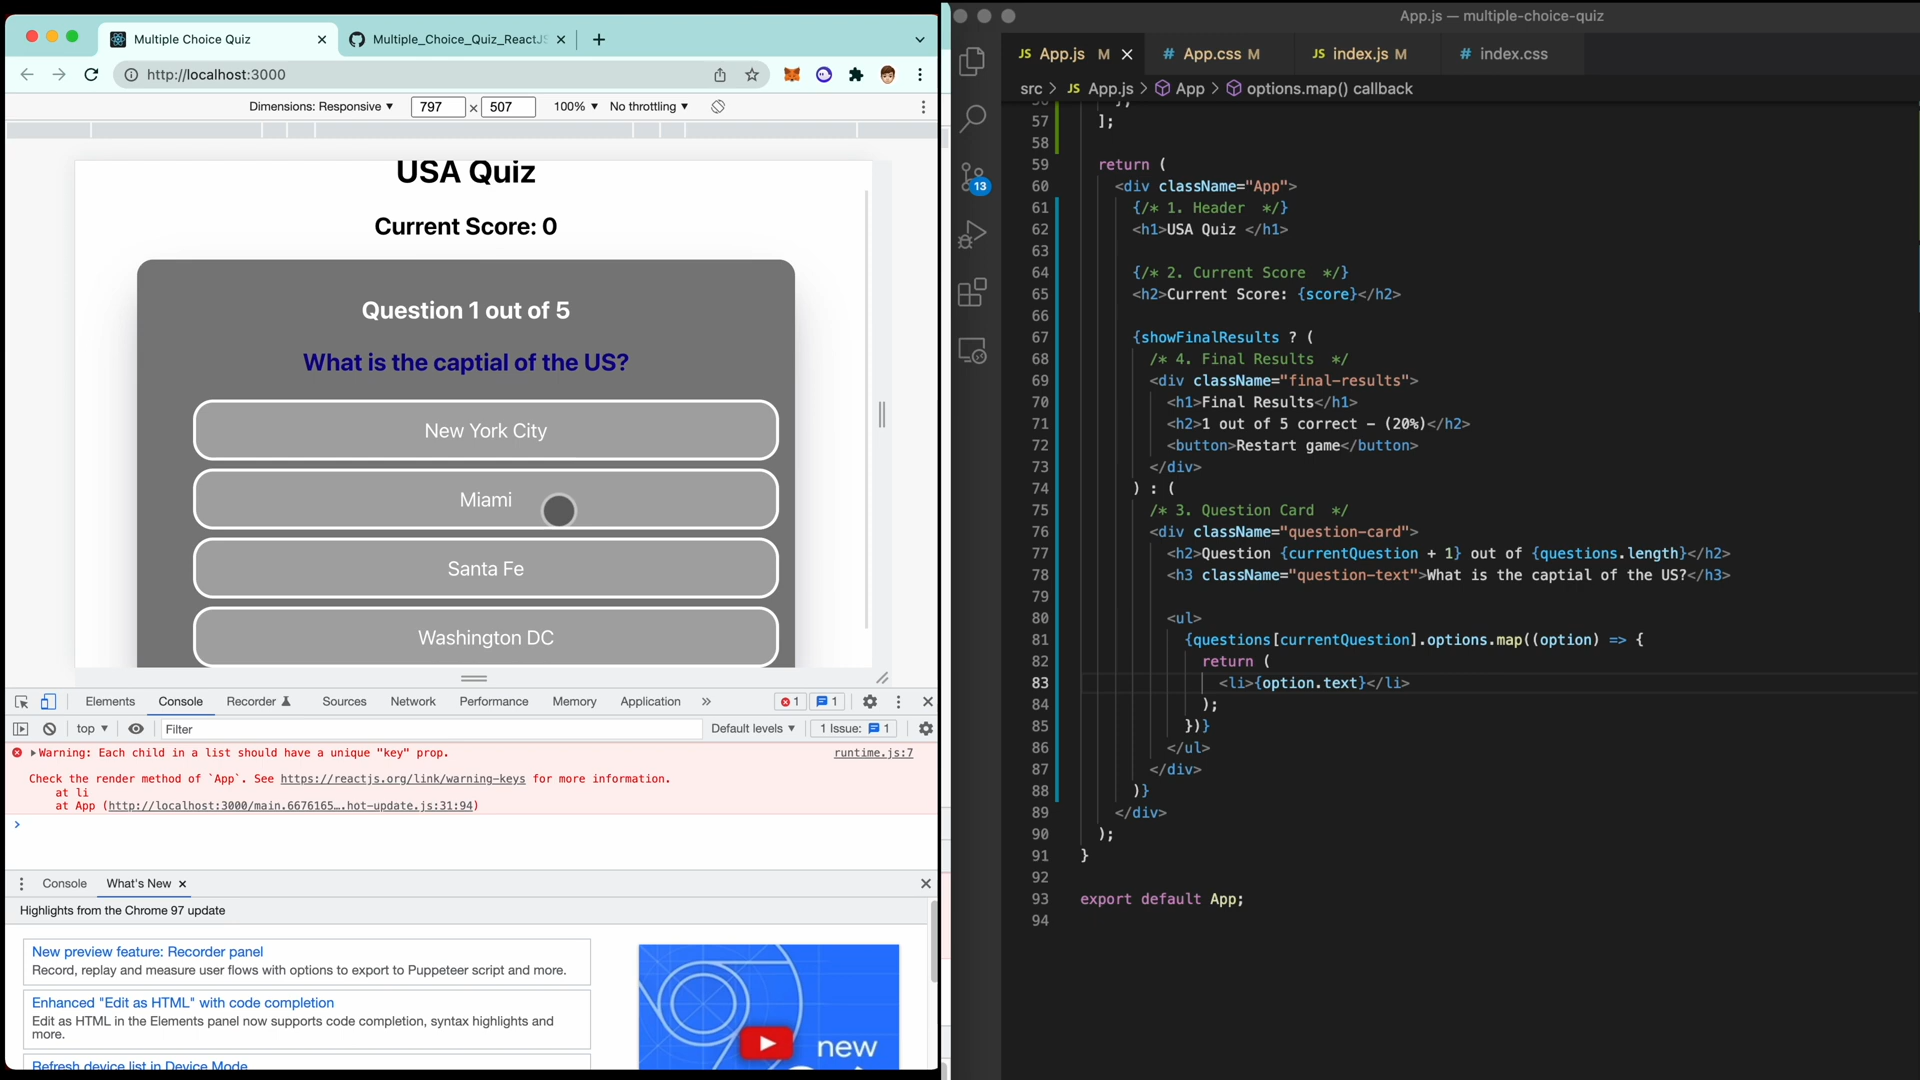 Multiple Choice Quiz
Multiple_Choice_Quiz_ReactJS
http://localhost:3000
Dimensions: Responsive ▼ 797 × 507 100% ▼ No throttling ▼
USA Quiz
Current Score: 0
Question 1 out of 5
What is the captial of the US?
New York City
Miami
Santa Fe
Washington DC
Elements Console Recorder Sources Network Performance Memory Application » 1 1
top ▼ Filter Default levels ▼ 1 Issue: 1
Warning: Each child in a list should have a unique "key" prop. runtime.js:7
Check the render method of `App`. See https://reactjs.org/link/warning-keys for more information.
at li
at App (http://localhost:3000/main.6676165….hot-update.js:31:94)
>
Console What's New ×
Highlights from the Chrome 97 update
New preview feature: Recorder panel
Record, replay and measure user flows with options to export to Puppeteer script and more.
Enhanced "Edit as HTML" with code completion
Edit as HTML in the Elements panel now supports code completion, syntax highlights and
more.
Refresh device list in Device Mode
new
App.js — multiple-choice-quiz
JS App.js M # App.css M JS index.js M # index.css
src > JS App.js > App > options.map() callback
13
56 ];
57 ];
58
59 return (
60 <div className="App">
61 {/* 1. Header  */}
62 <h1>USA Quiz </h1>
63
64 {/* 2. Current Score  */}
65 <h2>Current Score: {score}</h2>
66
67 {showFinalResults ? (
68 /* 4. Final Results  */
69 <div className="final-results">
70 <h1>Final Results</h1>
71 <h2>1 out of 5 correct - (20%)</h2>
72 <button>Restart game</button>
73 </div>
74 ) : (
75 /* 3. Question Card  */
76 <div className="question-card">
77 <h2>Question {currentQuestion + 1} out of {questions.length}</h2>
78 <h3 className="question-text">What is the captial of the US?</h3>
79
80 <ul>
81 {questions[currentQuestion].options.map((option) => {
82 return (
83 <li>{option.text}</li>
84 );
85 })}
86 </ul>
87 </div>
88 )}
89 </div>
90 );
91 }
92
93 export default App;
94